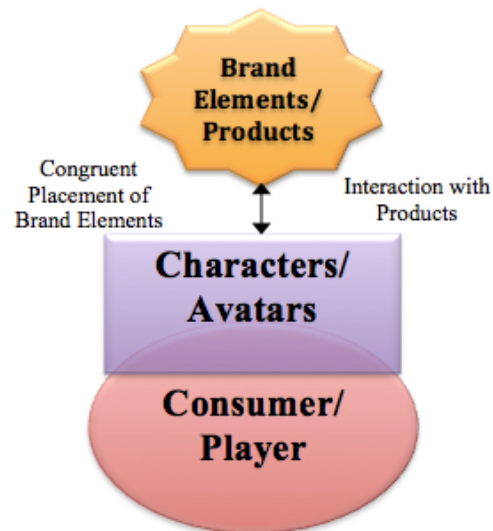 Brand
Elements/
Products
Congruent
Placement of
Brand Elements
Interaction with
Products
Characters/
Avatars
Consumer/
Player